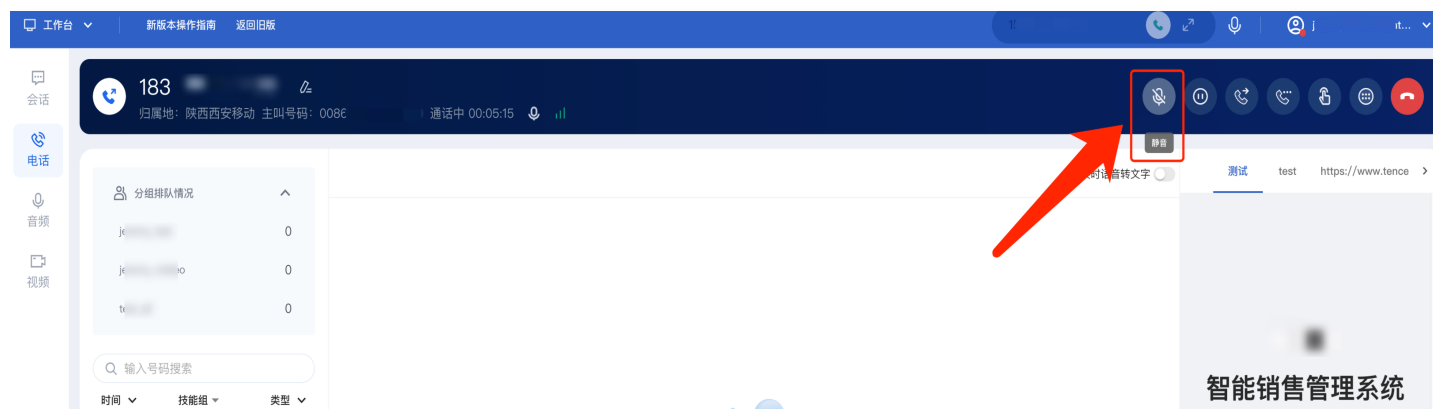 工作台 新版本操作指南 返回旧版
会话
电话
音频
视频
183
归属地：陕西西安移动 主叫号码：0086 通话中 00:05:15
静音
时语音转文字
测试 test https://www.tence
分组排队情况
0
0
0
输入号码搜索
时间 技能组 类型
智能销售管理系统